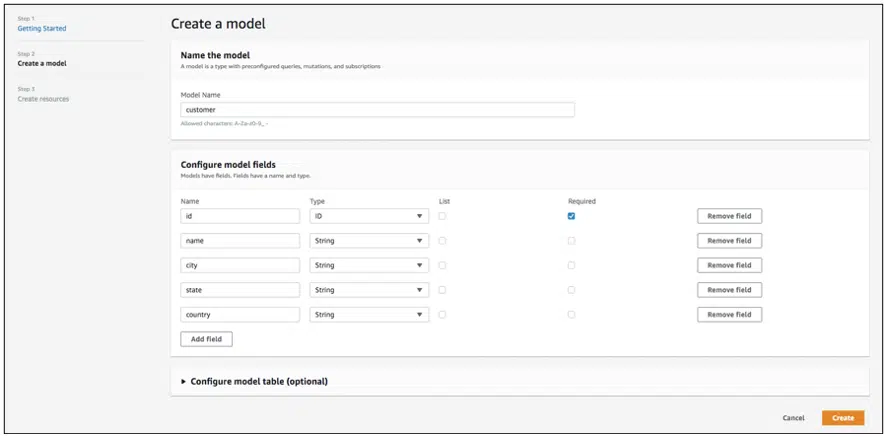 Step 1
Getting Started
Step 2
Create a model
Step 3
Create resources
Create a model
Name the model
A model is a type with preconfigured queries, mutations, and subscriptions
Model Name
customer
Allowed characters: A-Za-z0-9_ -
Configure model fields
Models have fields. Fields have a name and type.
Name Type List Required
id ID Remove field
name String Remove field
city String Remove field
state String Remove field
country String Remove field
Add field
Configure model table (optional)
Cancel Create